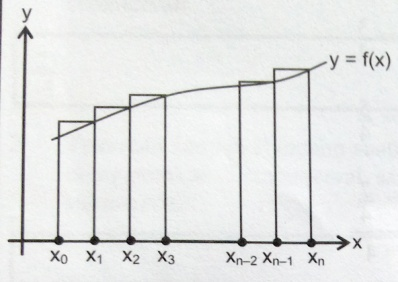 y
y = f(x)
x
x₀ x₁ x₂ x₃ xₙ₋₂ xₙ₋₁ xₙ